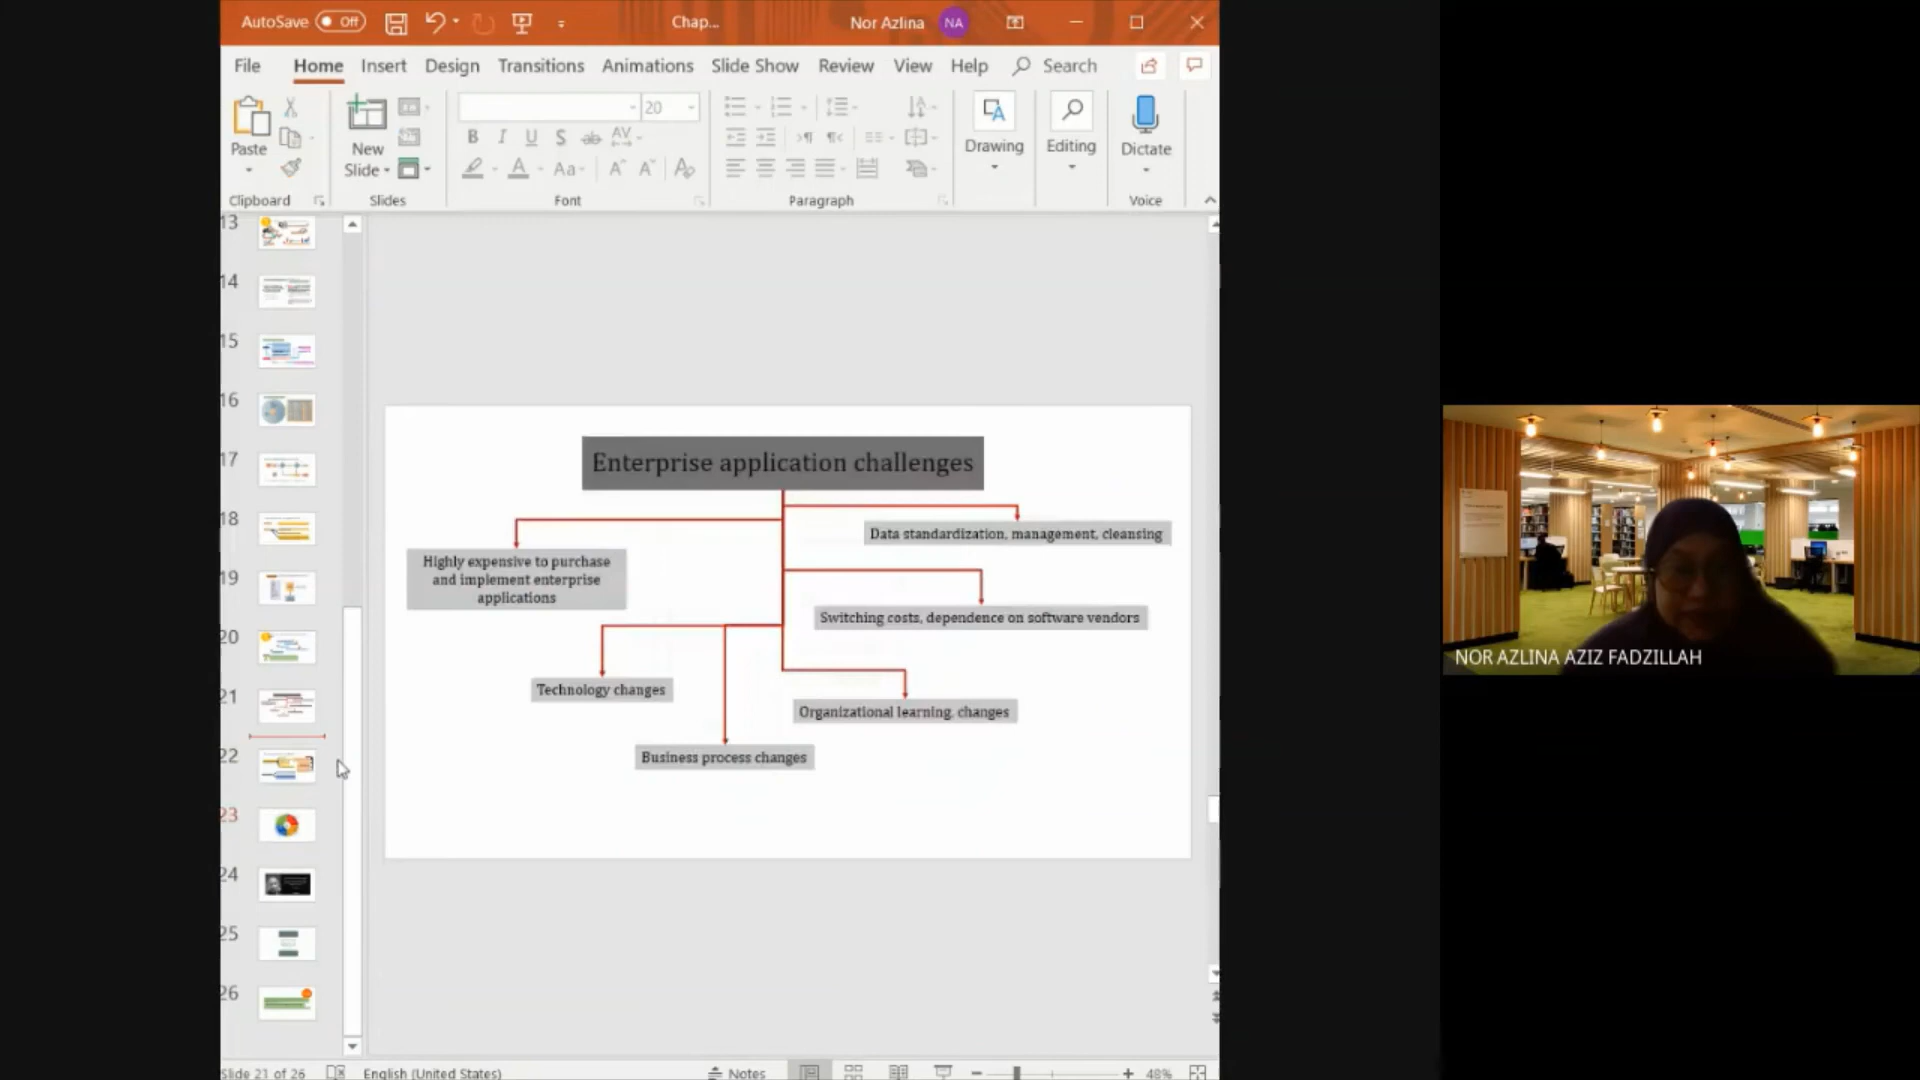 AutoSave Off Chap... Nor Azlina NA
File Home Insert Design Transitions Animations Slide Show Review View Help Search
20
Paste New Slide Drawing Editing Dictate
B I U S ab AV
A Aa A A A
Clipboard Slides Font Paragraph Voice
13
14
15
16
17
18
19
20
21
22
23
24
25
26
Enterprise application challenges
Data standardization, management, cleansing
Highly expensive to purchase
and implement enterprise
applications
Switching costs, dependence on software vendors
Technology changes
Organizational learning, changes
Business process changes
NOR AZLINA AZIZ FADZILLAH
Slide 21 of 26 English (United States) Notes 48%